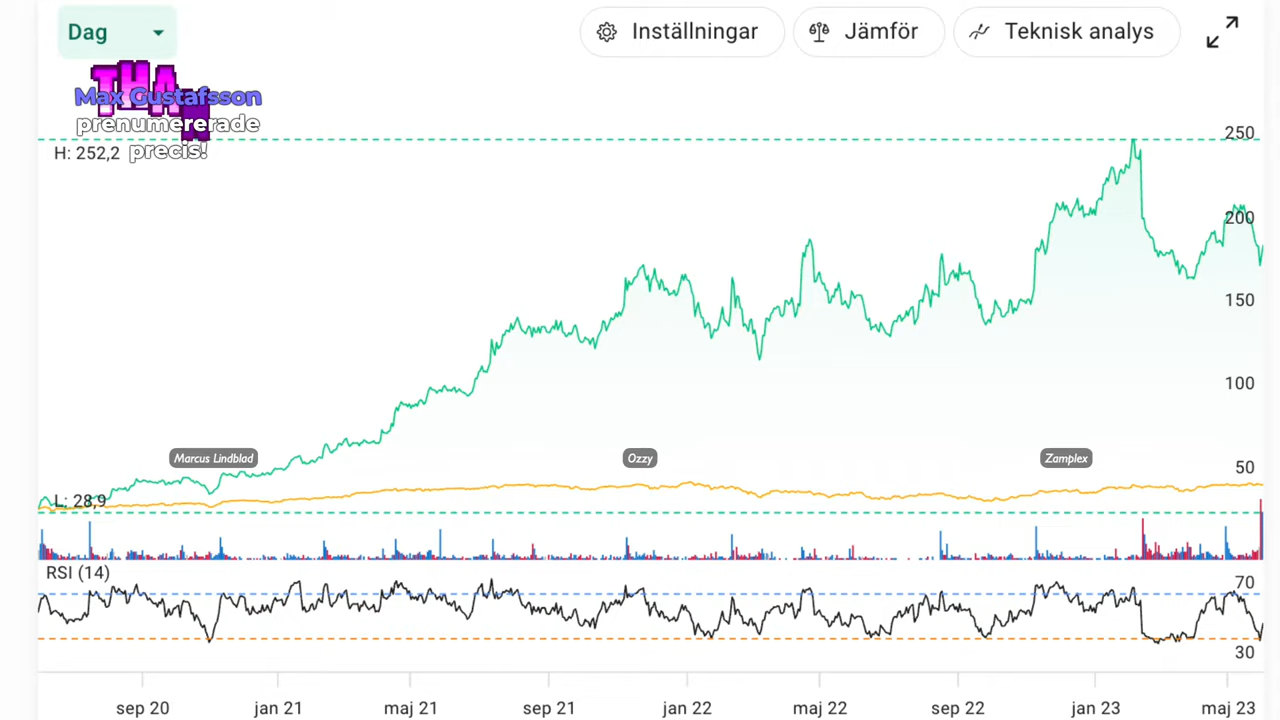 Dag
Inställningar
Jämför
Teknisk analys
THAN
Max Gustafsson
prenumererade
precis!
H: 252,2
250
200
150
100
50
Marcus Lindblad
Ozzy
Zamplex
L: 28,9
RSI (14)
70
30
sep 20
jan 21
maj 21
sep 21
jan 22
maj 22
sep 22
jan 23
maj 23